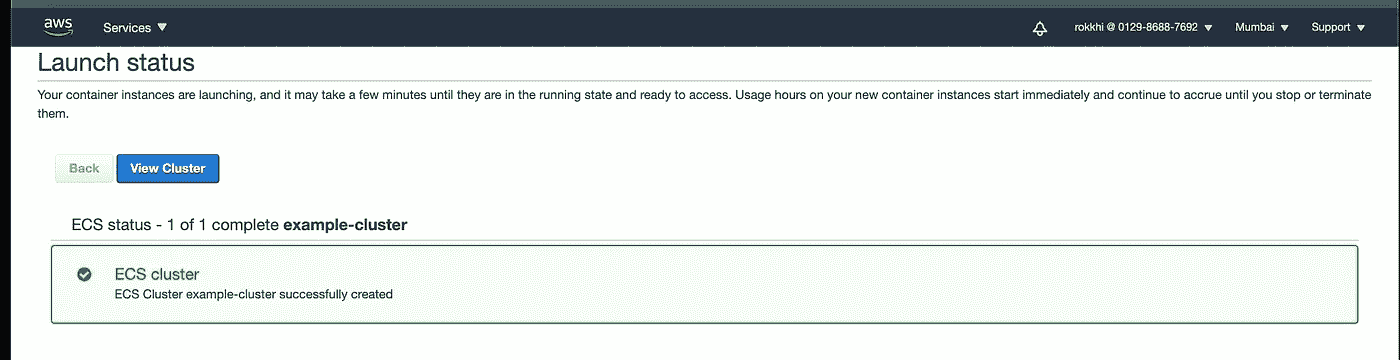 aws Services rokkhi @ 0129-8688-7692 Mumbai Support
Launch status
Your container instances are launching, and it may take a few minutes until they are in the running state and ready to access. Usage hours on your new container instances start immediately and continue to accrue until you stop or terminate
them.
Back View Cluster
ECS status - 1 of 1 complete example-cluster
ECS cluster
ECS Cluster example-cluster successfully created